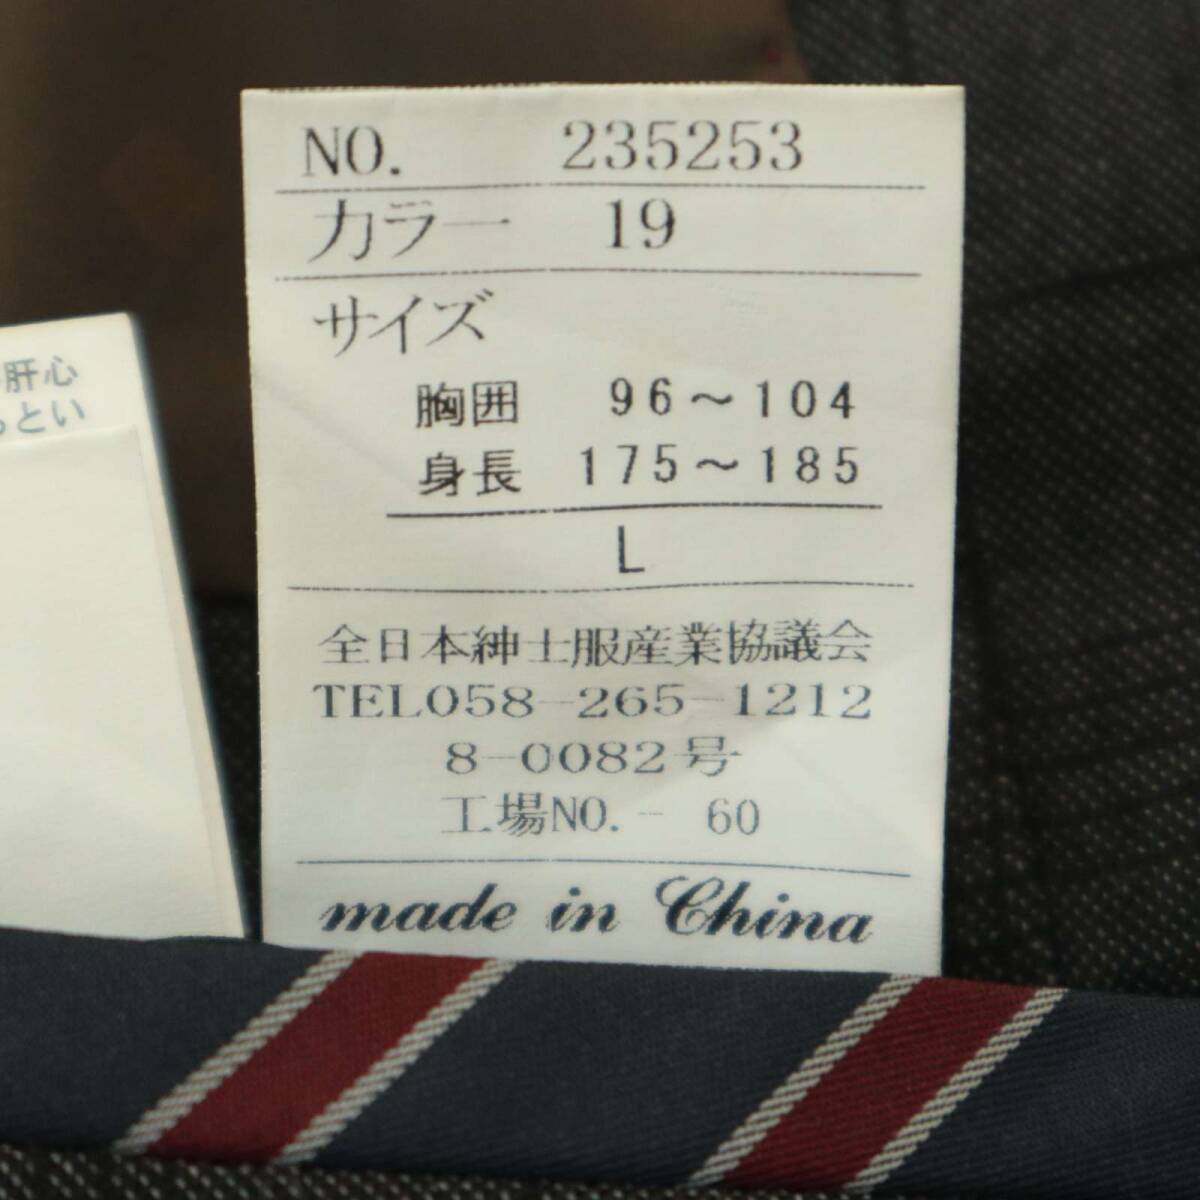 NO. 235253
カラー 19
サイズ
胸囲 96～104
身長 175～185
L
全日本紳士服産業協議会
TEL058-265-1212
8-0082号
工場NO.- 60
made in China
肝心
っとい